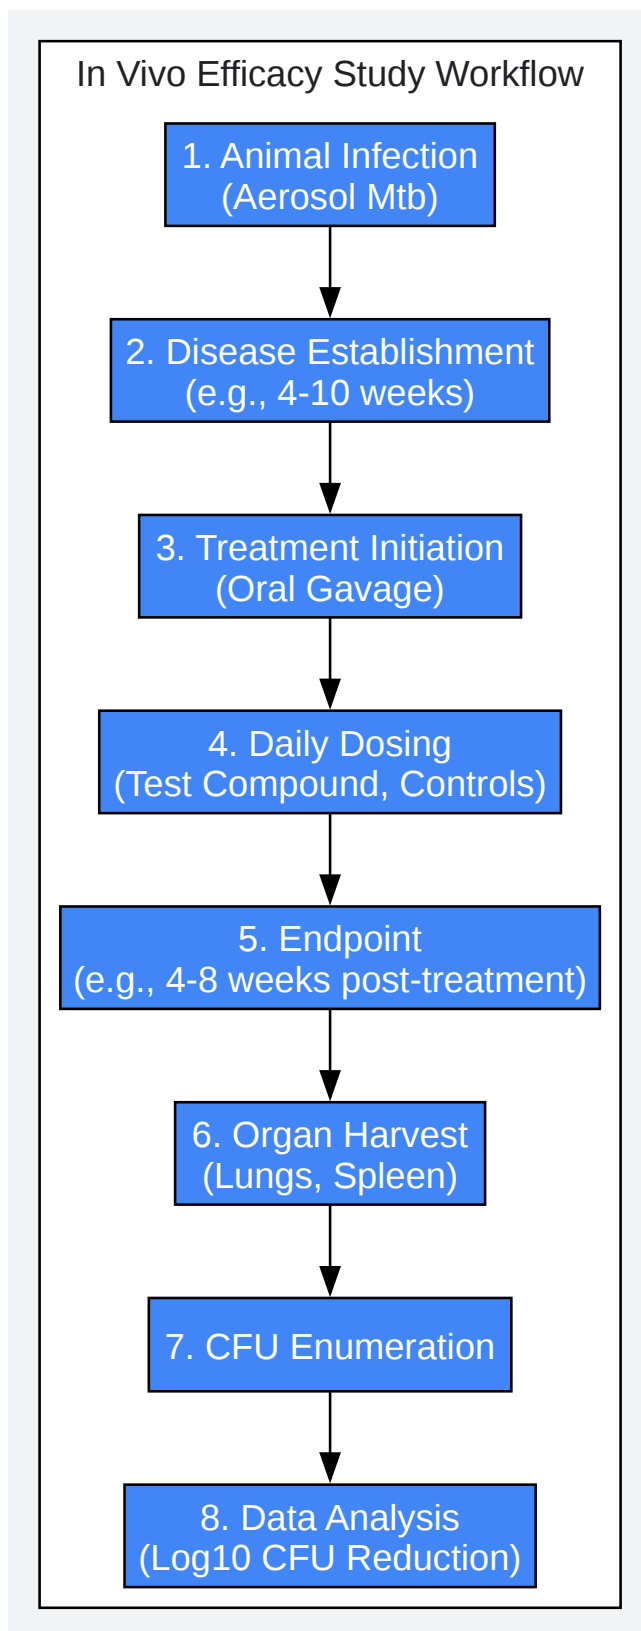 In Vivo Efficacy Study Workflow
1. Animal Infection
(Aerosol Mtb)
2. Disease Establishment
(e.g., 4-10 weeks)
3. Treatment Initiation
(Oral Gavage)
4. Daily Dosing
(Test Compound, Controls)
5. Endpoint
(e.g., 4-8 weeks post-treatment)
6. Organ Harvest
(Lungs, Spleen)
7. CFU Enumeration
8. Data Analysis
(Log10 CFU Reduction)